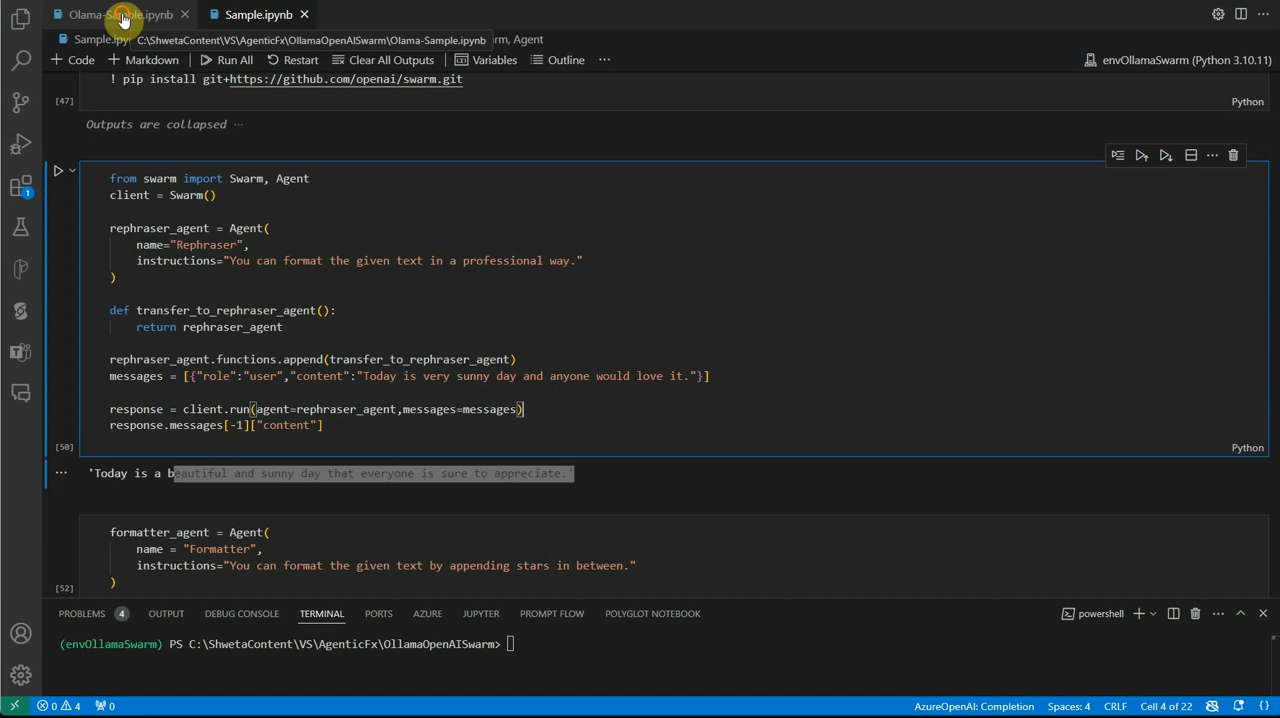 Olama-Sample.ipynb
Sample.ipynb
C:\ShwetaContent\VS\AgenticFx\OllamaOpenAISwarm\Olama-Sample.ipynb
rm, Agent
Code
Markdown
Run All
Restart
Clear All Outputs
Variables
Outline
envOllamaSwarm (Python 3.10.11)
! pip install git+https://github.com/openai/swarm.git
[47]
Python
Outputs are collapsed ...
from swarm import Swarm, Agent
client = Swarm()
rephraser_agent = Agent(
name="Rephraser",
instructions="You can format the given text in a professional way."
)
def transfer_to_rephraser_agent():
return rephraser_agent
rephraser_agent.functions.append(transfer_to_rephraser_agent)
messages = [{"role":"user","content":"Today is very sunny day and anyone would love it."}]
response = client.run(agent=rephraser_agent,messages=messages)
response.messages[-1]["content"]
[50]
Python
'Today is a beautiful and sunny day that everyone is sure to appreciate.'
formatter_agent = Agent(
name = "Formatter",
instructions="You can format the given text by appending stars in between."
)
[52]
PROBLEMS 4 OUTPUT DEBUG CONSOLE TERMINAL PORTS AZURE JUPYTER PROMPT FLOW POLYGLOT NOTEBOOK
powershell
(envOllamaSwarm) PS C:\ShwetaContent\VS\AgenticFx\OllamaOpenAISwarm>
1
0 4 0
AzureOpenAI: Completion Spaces: 4 CRLF Cell 4 of 22